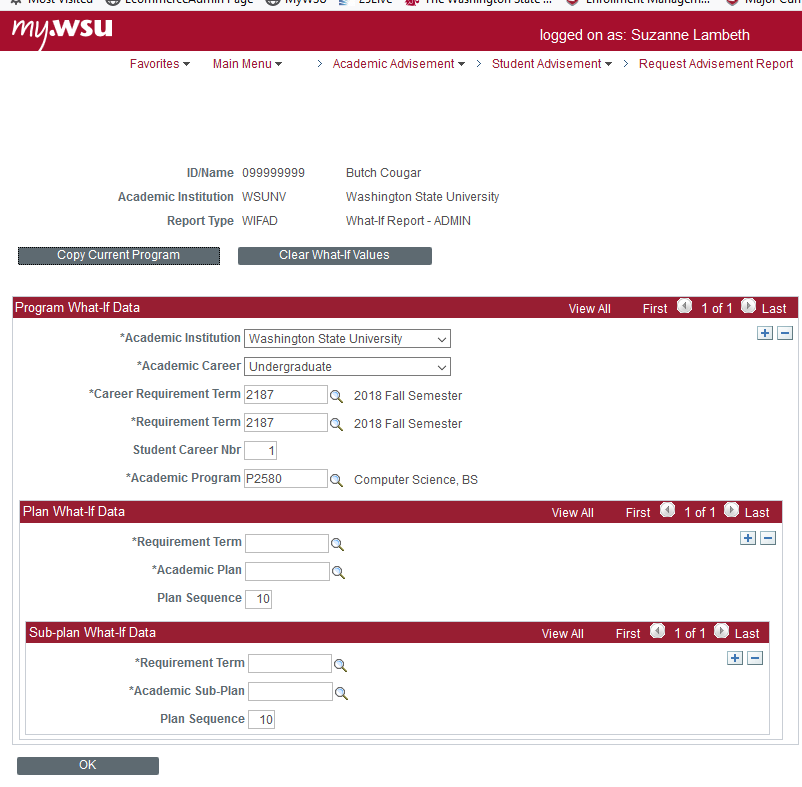 Most Visited EcommerceAdmin Page MyWSU 25Live The Washington State ... Enrollment Managem...
my.wsu
logged on as: Suzanne Lambeth
Favorites Main Menu > Academic Advisement > Student Advisement > Request Advisement Report
ID/Name 099999999 Butch Cougar
Academic Institution WSUNV Washington State University
Report Type WIFAD What-If Report - ADMIN
Copy Current Program Clear What-If Values
Program What-If Data View All First 1 of 1 Last
*Academic Institution Washington State University
*Academic Career Undergraduate
*Career Requirement Term 2187 2018 Fall Semester
*Requirement Term 2187 2018 Fall Semester
Student Career Nbr 1
*Academic Program P2580 Computer Science, BS
Plan What-If Data View All First 1 of 1 Last
*Requirement Term
*Academic Plan
Plan Sequence 10
Sub-plan What-If Data View All First 1 of 1 Last
*Requirement Term
*Academic Sub-Plan
Plan Sequence 10
OK